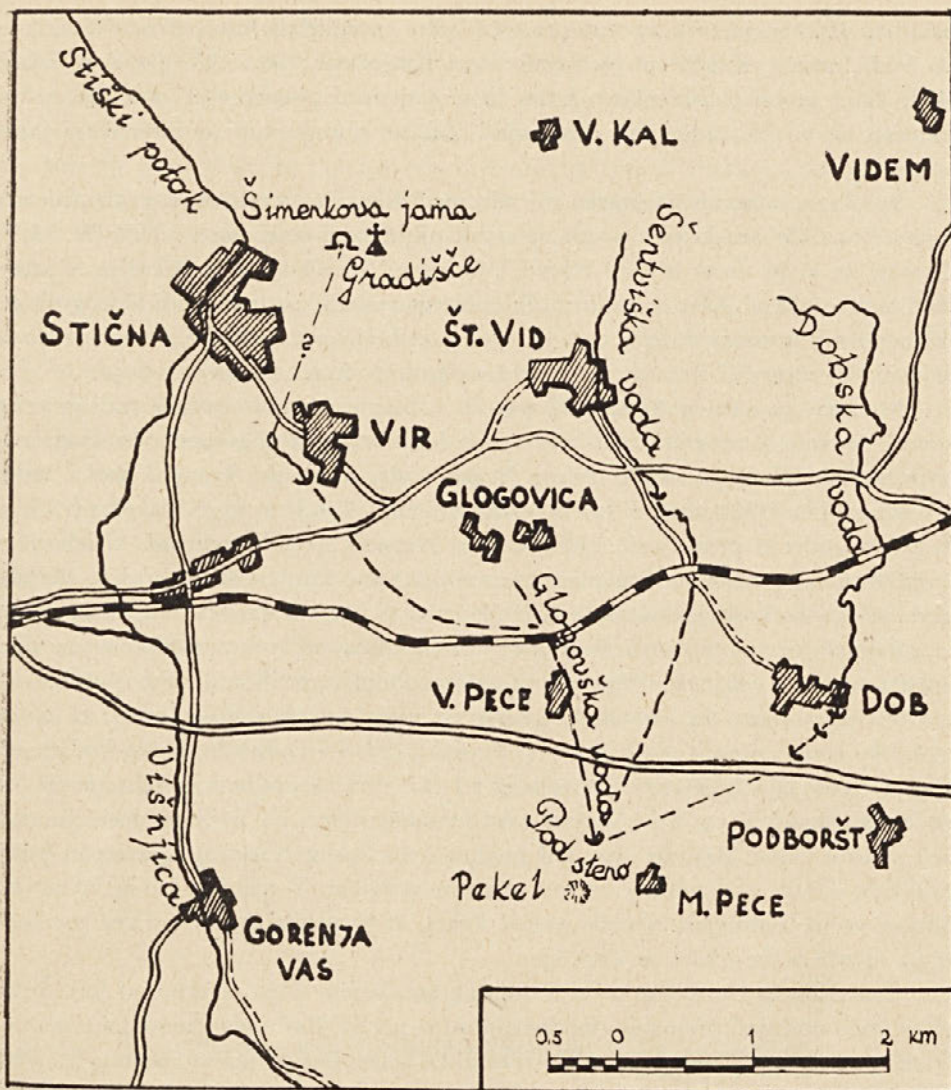 Stiški potok
V. KAL
VIDEM
Šimenkova jama
Gradišče
STIČNA
?
ŠT. VID
Šentviška voda
Dobska voda
VIR
GLOGOVICA
Glogovška voda
V. PECE
DOB
Višnjica
PODBORŠT
Pod steno
Pekel
M. PECE
GORENJA
VAS
0.5 0 1 2 km